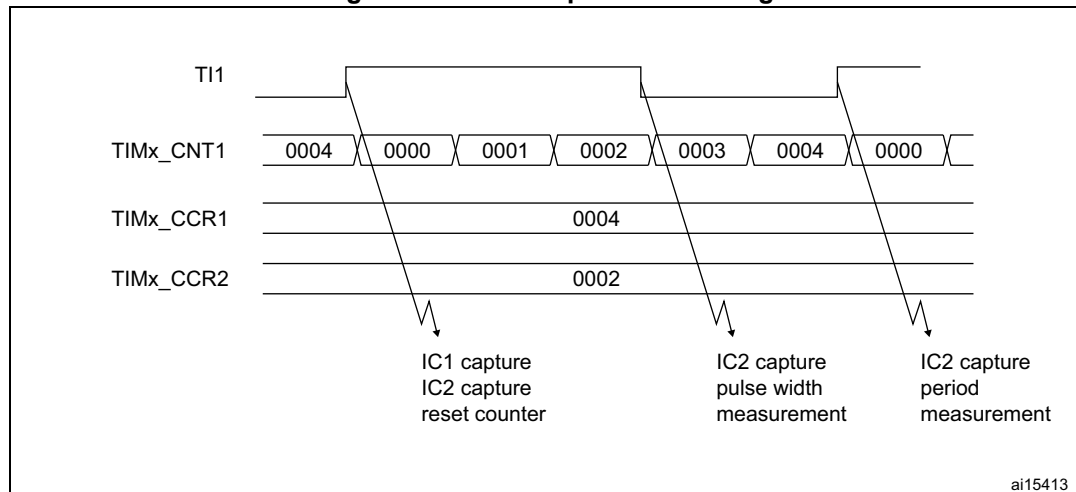 TI1
TIMx_CNT1 0004 0000 0001 0002 0003 0004 0000
TIMx_CCR1 0004
TIMx_CCR2 0002
IC1 capture
IC2 capture
reset counter
IC2 capture
pulse width
measurement
IC2 capture
period
measurement
ai15413